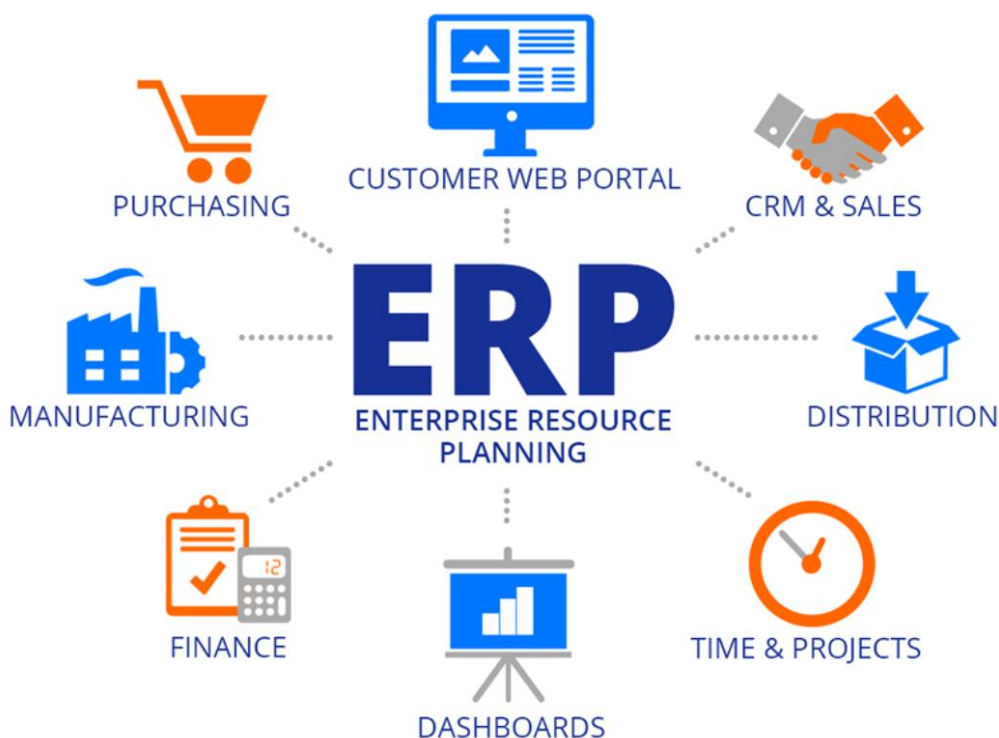 CUSTOMER WEB PORTAL
PURCHASING
CRM & SALES
ERP
ENTERPRISE RESOURCE
PLANNING
MANUFACTURING
DISTRIBUTION
12
FINANCE
TIME & PROJECTS
DASHBOARDS